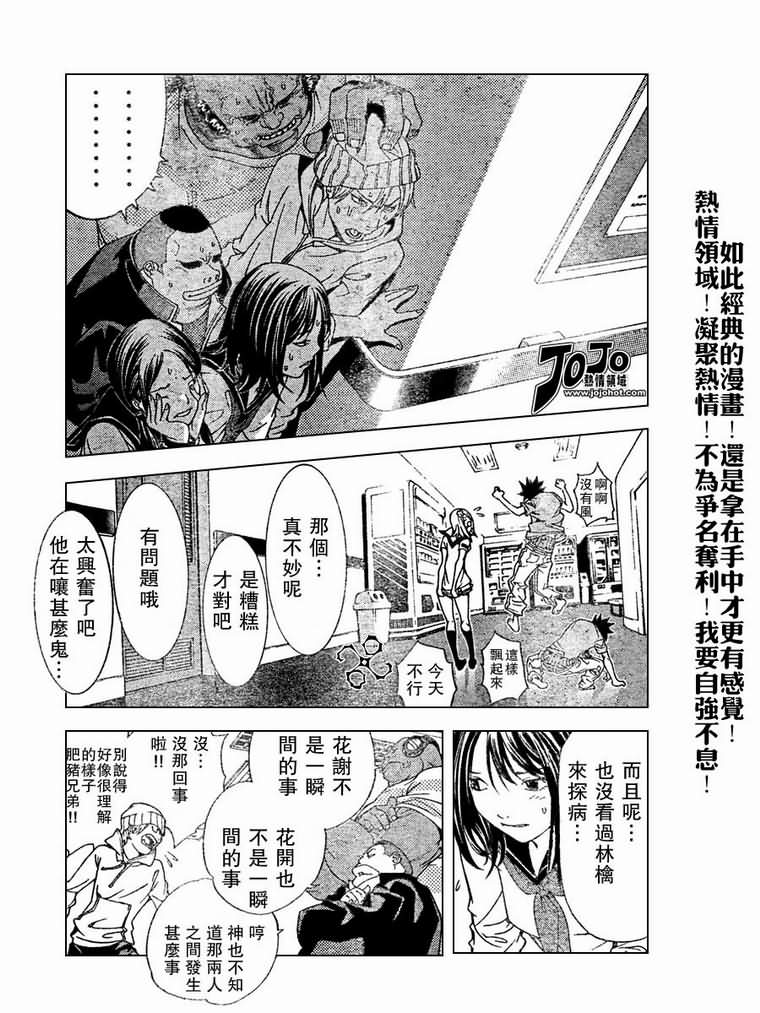 ………
………
JOJO
熱情領域
www.jojohot.com
啊啊
沒有風
這樣
飄起來
今天
不行
那個…
真不妙呢
是糟糕
才對吧
有問題哦
太興奮了吧
他在嚷甚麼鬼…
而且呢…
也沒看過林檎
來探病…
花謝不
是一瞬
間的事
花開也
不是一瞬
間的事
哼
神也不知
道那兩人
之間發生
甚麼事
沒…
沒那回事
啦!!
別說得
好像很理解
的樣子
肥豬兄弟!!
如此經典的漫畫！還是拿在手中才更有感覺！
熱情領域！凝聚熱情！不為爭名奪利！我要自強不息！